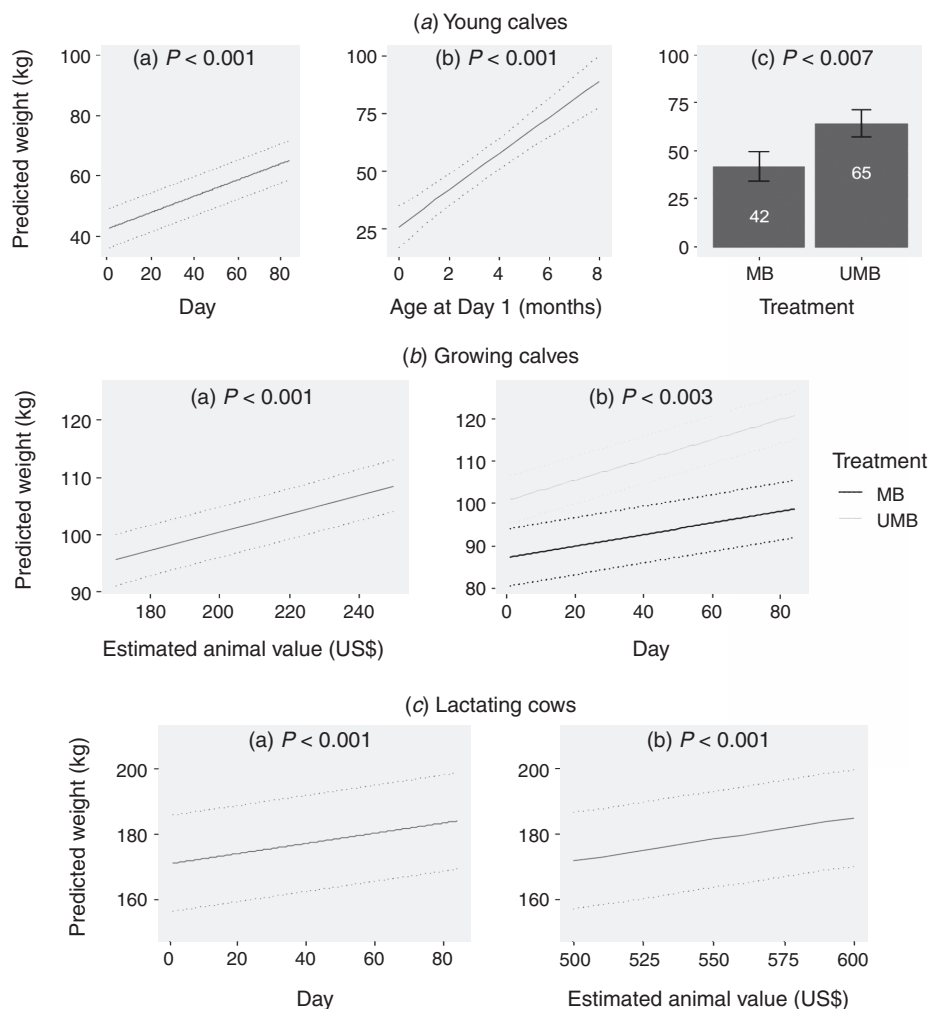 (a) Young calves
(a) P < 0.001
(b) P < 0.001
(c) P < 0.007
Predicted weight (kg)
100
80
60
40
0 20 40 60 80
Day
100
75
50
25
0 2 4 6 8
Age at Day 1 (months)
100
75
50
25
0
42
65
MB UMB
Treatment
(b) Growing calves
(a) P < 0.001
(b) P < 0.003
Predicted weight (kg)
120
110
100
90
180 200 220 240
Estimated animal value (US$)
120
110
100
90
80
0 20 40 60 80
Day
Treatment
MB
UMB
(c) Lactating cows
(a) P < 0.001
(b) P < 0.001
Predicted weight (kg)
200
180
160
0 20 40 60 80
Day
200
180
160
500 525 550 575 600
Estimated animal value (US$)